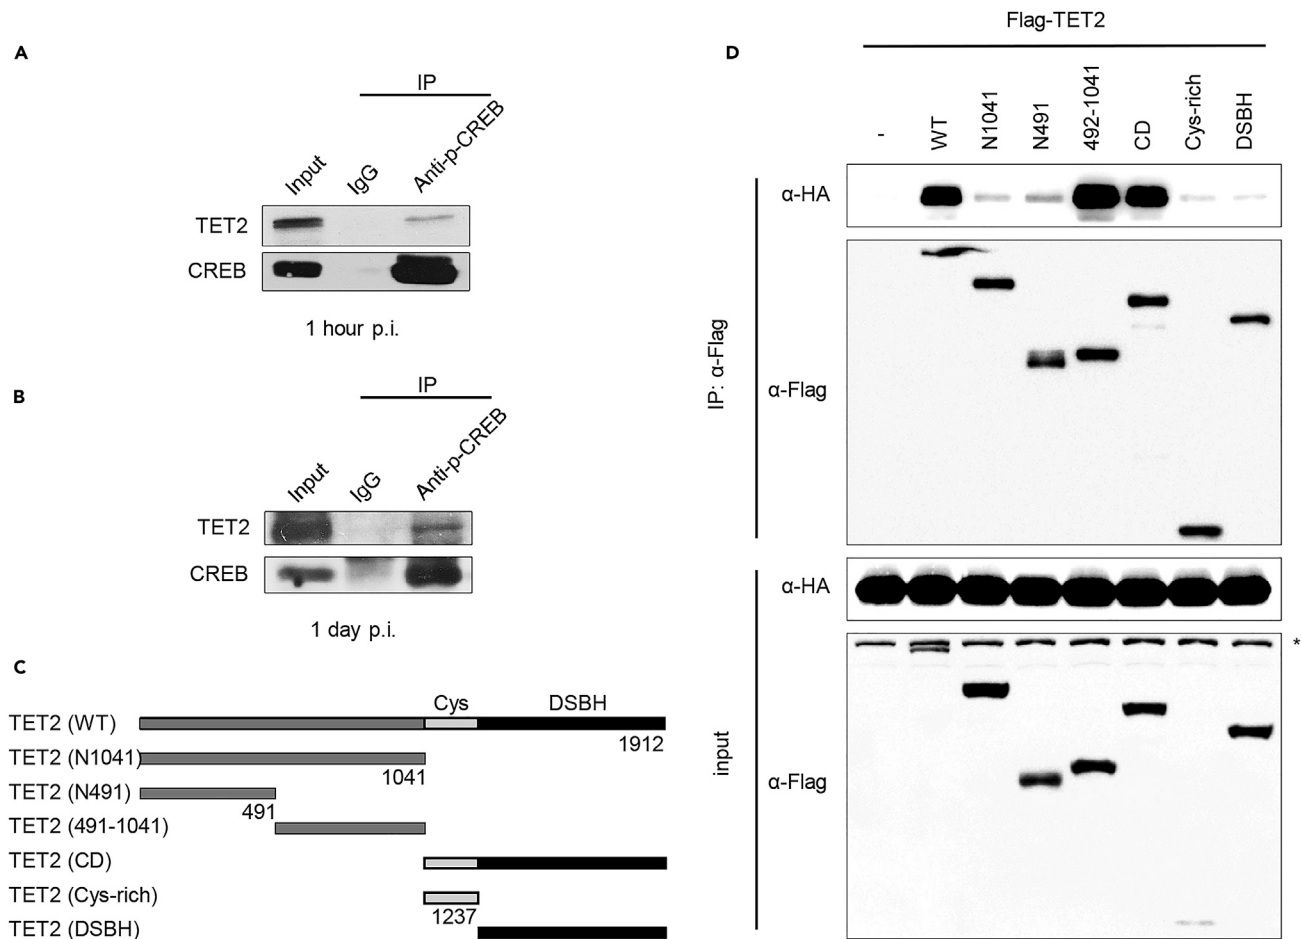 A
IP
Input
IgG
Anti-p-CREB
TET2
CREB
1 hour p.i.
B
IP
Input
IgG
Anti-p-CREB
TET2
CREB
1 day p.i.
C
Cys
DSBH
TET2 (WT)
1912
TET2 (N1041)
1041
TET2 (N491)
491
TET2 (491-1041)
TET2 (CD)
TET2 (Cys-rich)
1237
TET2 (DSBH)
D
Flag-TET2
-
WT
N1041
N491
492-1041
CD
Cys-rich
DSBH
IP: α-Flag
α-HA
α-Flag
input
α-HA
*
α-Flag